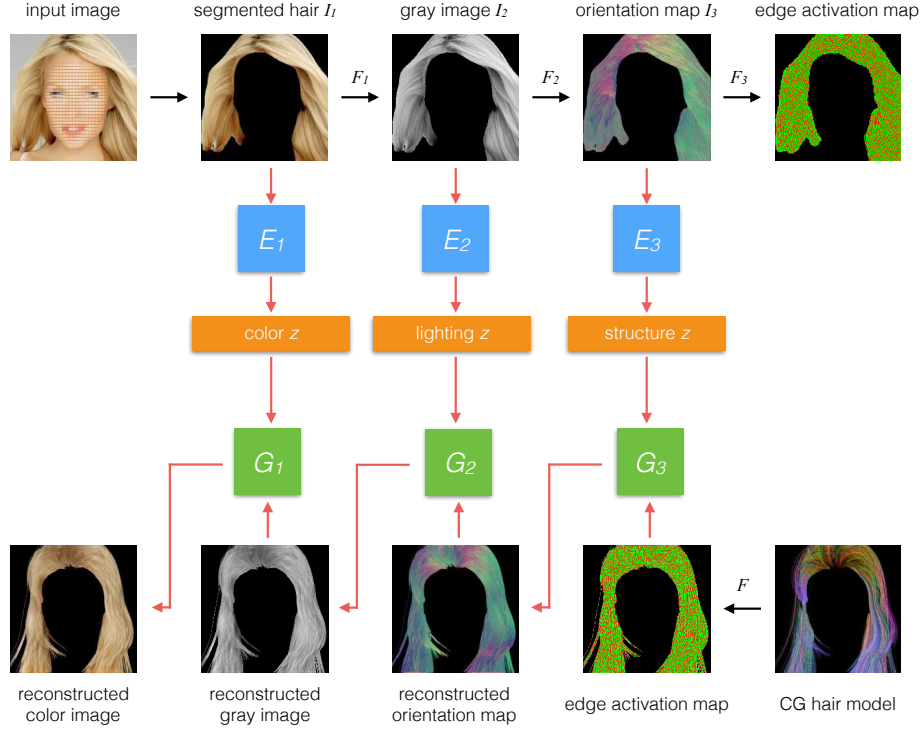 input image
segmented hair I₁
gray image I₂
orientation map I₃
edge activation map
F₁
F₂
F₃
E₁
E₂
E₃
color z
lighting z
structure z
G₁
G₂
G₃
F
reconstructed
color image
reconstructed
gray image
reconstructed
orientation map
edge activation map
CG hair model